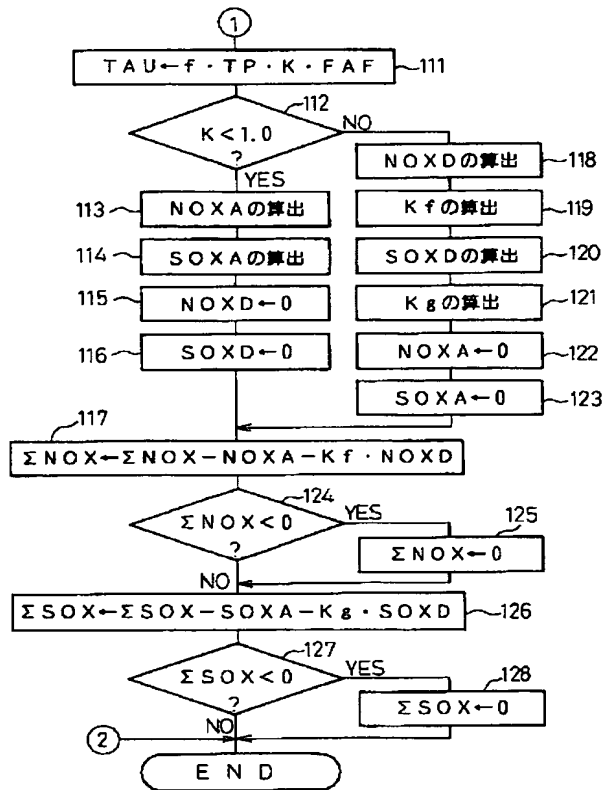 1
TAU←f・TP・K・FAF
111
112
K<1.0
?
NO
YES
113
NOXAの算出
114
SOXAの算出
115
NOXD←0
116
SOXD←0
NOXDの算出
118
Kfの算出
119
SOXDの算出
120
Kgの算出
121
NOXA←0
122
SOXA←0
123
117
ΣNOX←ΣNOX-NOXA-Kf・NOXD
124
ΣNOX<0
?
YES
125
ΣNOX←0
NO
ΣSOX←ΣSOX-SOXA-Kg・SOXD
126
127
ΣSOX<0
?
YES
128
ΣSOX←0
NO
2
END